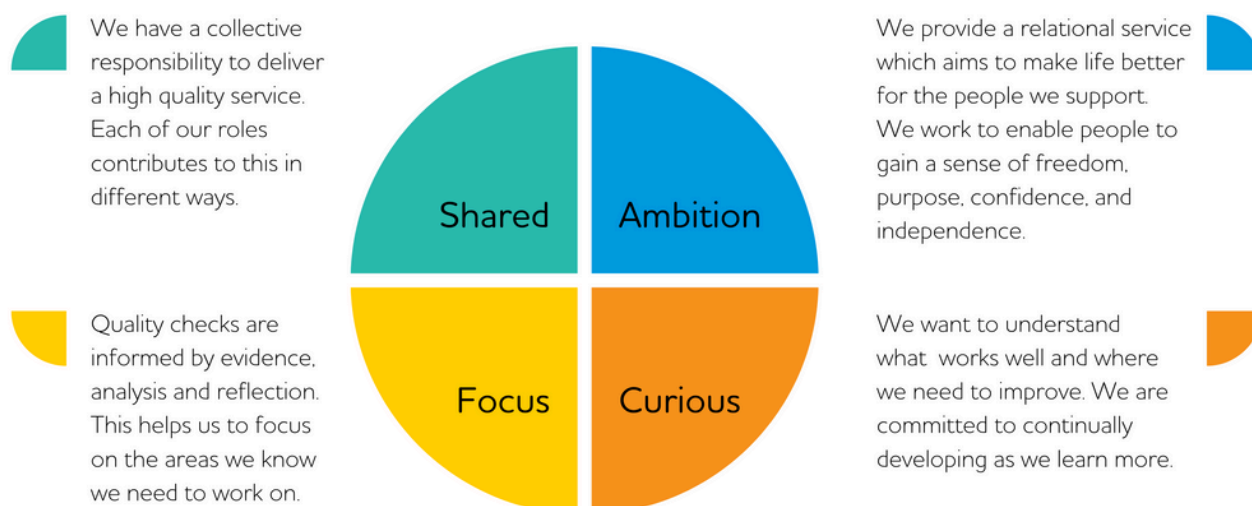 We have a collective
responsibility to deliver
a high quality service.
Each of our roles
contributes to this in
different ways.
Shared
We provide a relational service
which aims to make life better
for the people we support.
We work to enable people to
gain a sense of freedom,
purpose, confidence, and
independence.
Ambition
Quality checks are
informed by evidence,
analysis and reflection.
This helps us to focus
on the areas we know
we need to work on.
Focus
We want to understand
what works well and where
we need to improve. We are
committed to continually
developing as we learn more.
Curious